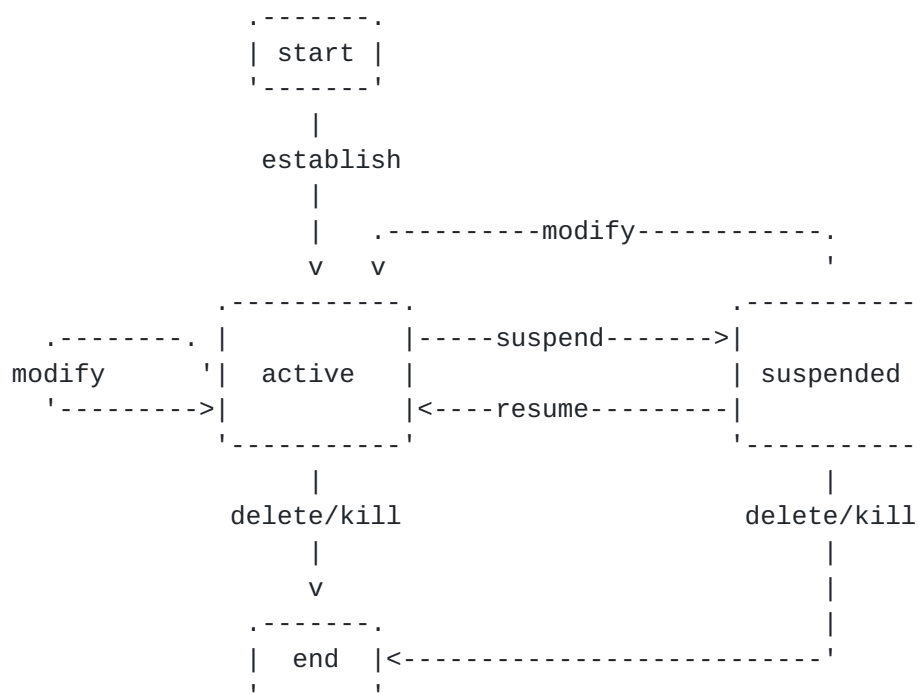 start
establish
modify
suspend
modify active suspended
resume
delete/kill delete/kill
end